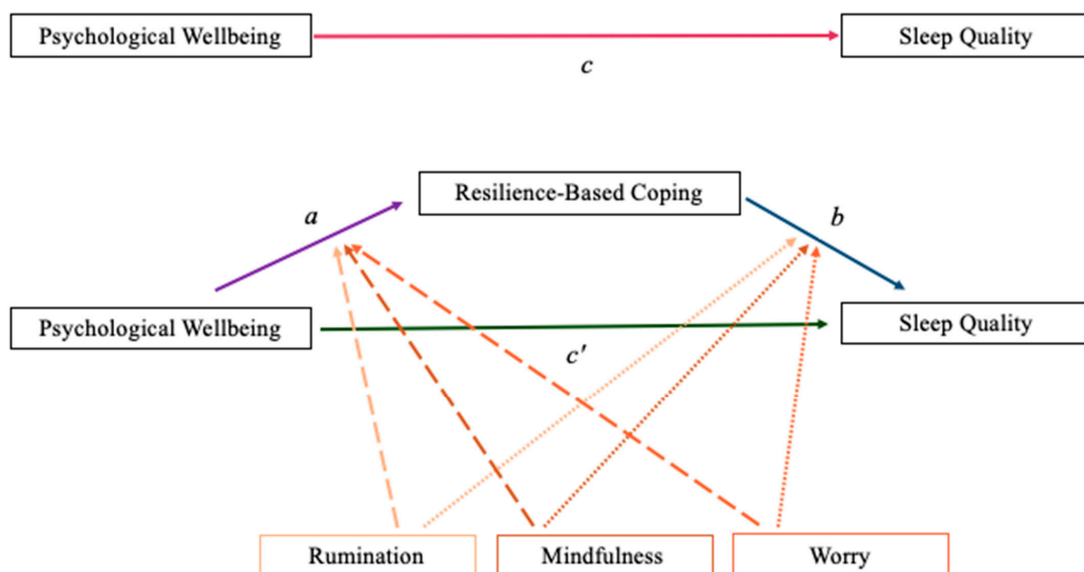 Psychological Wellbeing
Sleep Quality
c
Resilience-Based Coping
a
b
Psychological Wellbeing
Sleep Quality
c′
Rumination
Mindfulness
Worry